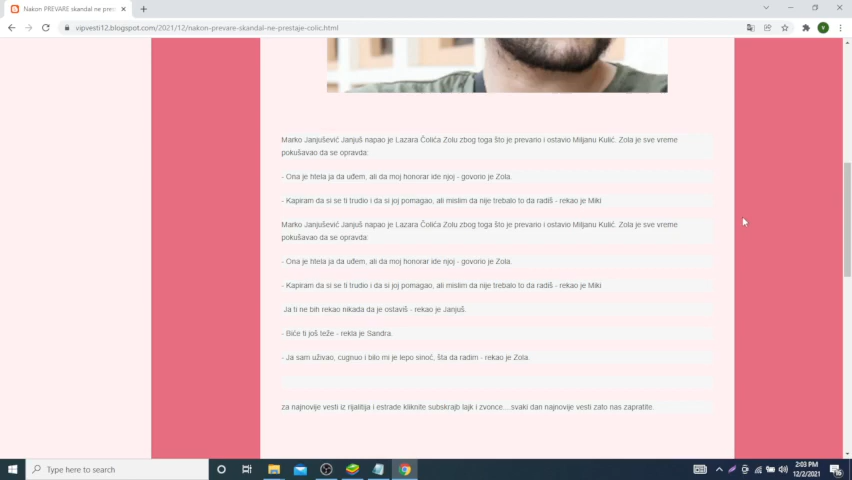 Nakon PREVARE skandal ne pre
vipvesti12.blogspot.com/2021/12/nakon-prevare-skandal-ne-prestaje-colic.html
Marko Janjušević Janjuš napao je Lazara Čolića Zolu zbog toga što je prevario i ostavio Miljanu Kulić. Zola je sve vreme
pokušavao da se opravda:
- Ona je htela ja da uđem, ali da moj honorar ide njoj - govorio je Zola.
- Kapiram da si se ti trudio i da si joj pomagao, ali mislim da nije trebalo to da radiš - rekao je Miki
Marko Janjušević Janjuš napao je Lazara Čolića Zolu zbog toga što je prevario i ostavio Miljanu Kulić. Zola je sve vreme
pokušavao da se opravda:
- Ona je htela ja da uđem, ali da moj honorar ide njoj - govorio je Zola.
- Kapiram da si se ti trudio i da si joj pomagao, ali mislim da nije trebalo to da radiš - rekao je Miki
Ja ti ne bih rekao nikada da je ostaviš - rekao je Janjuš.
- Biće ti još teže - rekla je Sandra.
- Ja sam uživao, cugnuo i bilo mi je lepo sinoć, šta da radim - rekao je Zola.
za najnovije vesti iz rijalitija i estrade kliknite subskrajb lajk i zvonce....svaki dan najnovije vesti zato nas zapratite.
Type here to search
2:03 PM
12/2/2021